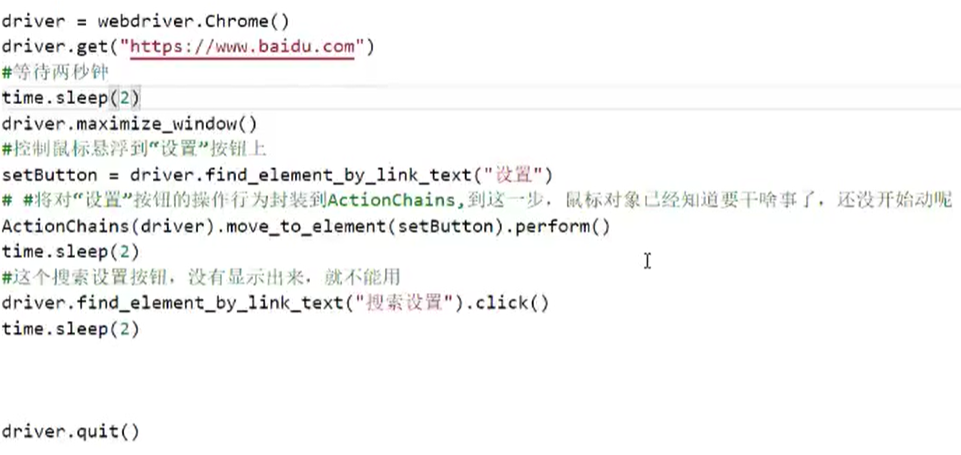 driver = webdriver.Chrome()
driver.get("https://www.baidu.com")
#等待两秒钟
time.sleep(2)
driver.maximize_window()
#控制鼠标悬浮到“设置”按钮上
setButton = driver.find_element_by_link_text("设置")
# #将对“设置”按钮的操作行为封装到ActionChains,到这一步，鼠标对象已经知道要干啥事了，还没开始动呢
ActionChains(driver).move_to_element(setButton).perform()
time.sleep(2)
#这个搜索设置按钮，没有显示出来，就不能用
driver.find_element_by_link_text("搜索设置").click()
time.sleep(2)
driver.quit()